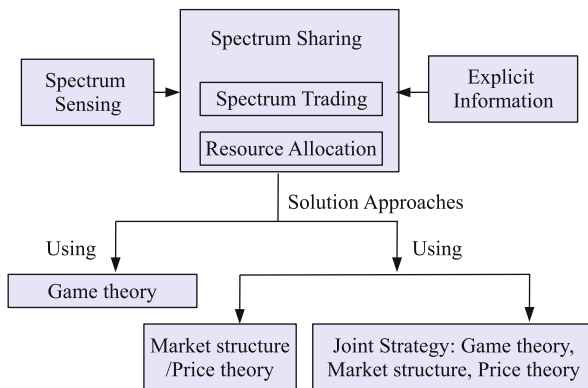 Spectrum Sharing
Spectrum
Sensing
Spectrum Trading
Explicit
Information
Resource Allocation
Solution Approaches
Using
Using
Game theory
Market structure
/Price theory
Joint Strategy: Game theory,
Market structure, Price theory